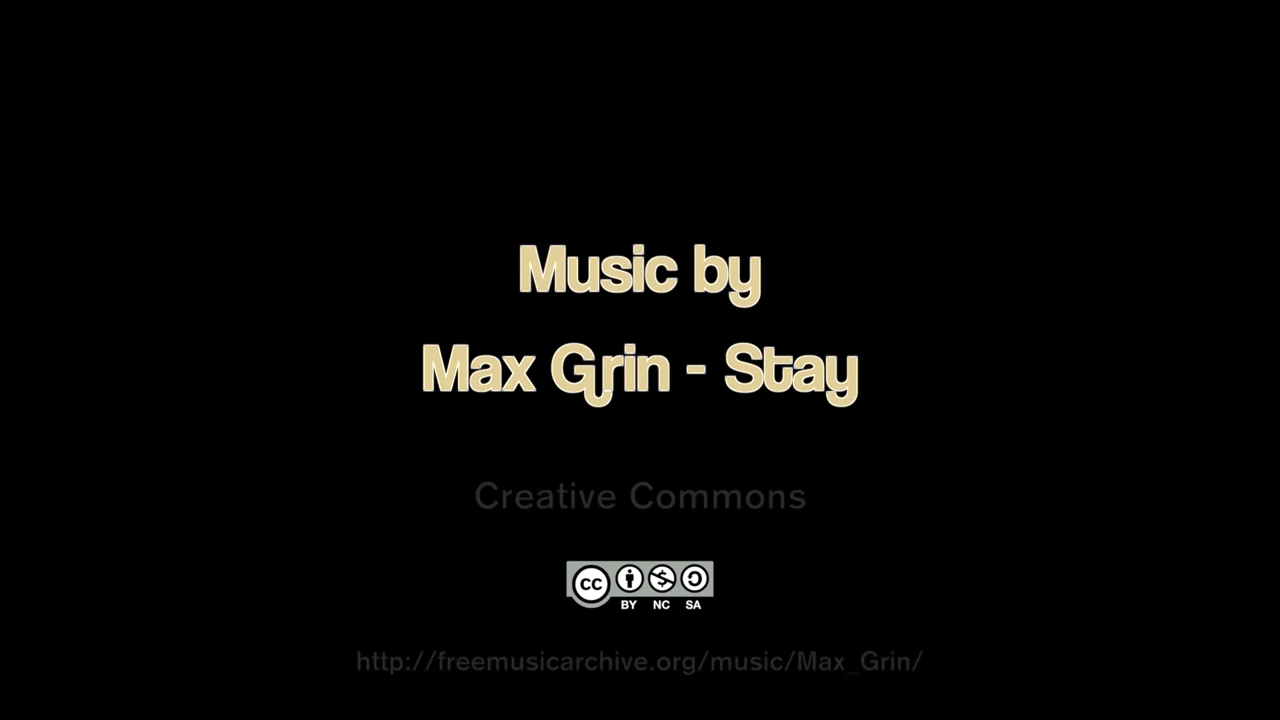 Music by
Max Grin - Stay
Creative Commons
cc
BY NC SA
http://freemusicarchive.org/music/Max_Grin/